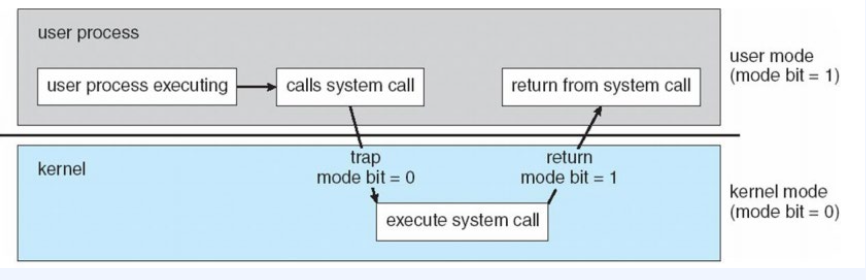 user process
user process executing
calls system call
return from system call
user mode
(mode bit = 1)
trap
mode bit = 0
return
mode bit = 1
kernel
execute system call
kernel mode
(mode bit = 0)